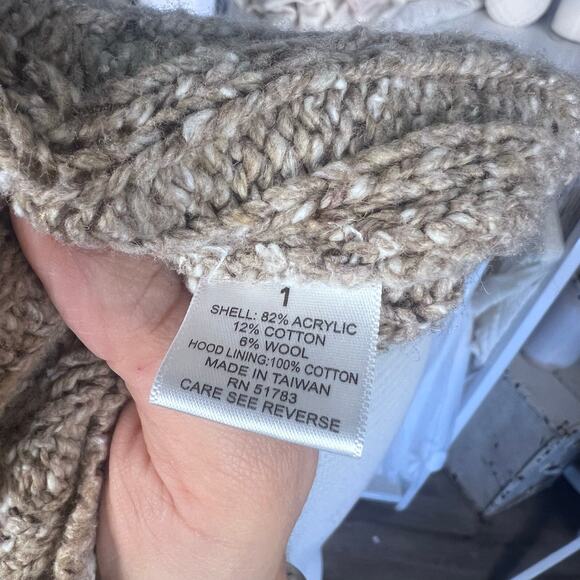 1
SHELL: 82% ACRYLIC
12% COTTON
6% WOOL
HOOD LINING:100% COTTON
MADE IN TAIWAN
RN 51783
CARE SEE REVERSE